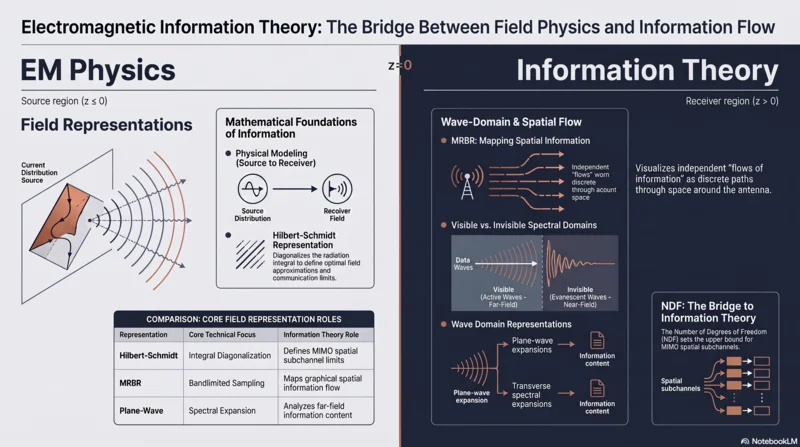 Electromagnetic Information Theory: The Bridge Between Field Physics and Information Flow
EM Physics
z=0
Information Theory
Source region (z ≤ 0)
Receiver region (z > 0)
Field Representations
Current
Distribution
Source
Mathematical Foundations
of Information
Physical Modeling
(Source to Receiver)
Source
Distribution
Recoiver
Field
Hilbert-Schmidt
Representation
Diagonalizes the radiation
integral to define optimal field
approximations and
communication limits.
COMPARISON: CORE FIELD REPRESENTATION ROLES
Representation
Core Technical Focus
Information Theory Role
Hilbert-Schmidt
Integral Diagonalization
Defines MIMO spatial
subchannel limits
MRBR
Bandlimited Sampling
Maps graphical spatial
information flow
Plane-Wave
Spectral Expansion
Analyzes far-field
information content
Wave-Domain & Spatial Flow
MRBR: Mapping Spatial Information
Independent
"flows" worn
discrete
through acount
space
Visualizes independent "flows of
information" as discrete paths
through space around the antenna.
Visible vs. Invisible Spectral Domains
Data
Waves
Visible
(Active Waves -
Far-Field)
Invisible
(Evanescent Waves -
Near-Field)
Wave Domain Representations
Plane-wave
expansion
Plane-wave
expansions
Information
content
Transverse
spectral
expansions
Information
content
NDF: The Bridge to
Information Theory
The Number of Degrees of Freedom
(NDF) sets the upper bound for
MIMO spatial subchannels.
Spatial
subchannels
NotebookLM